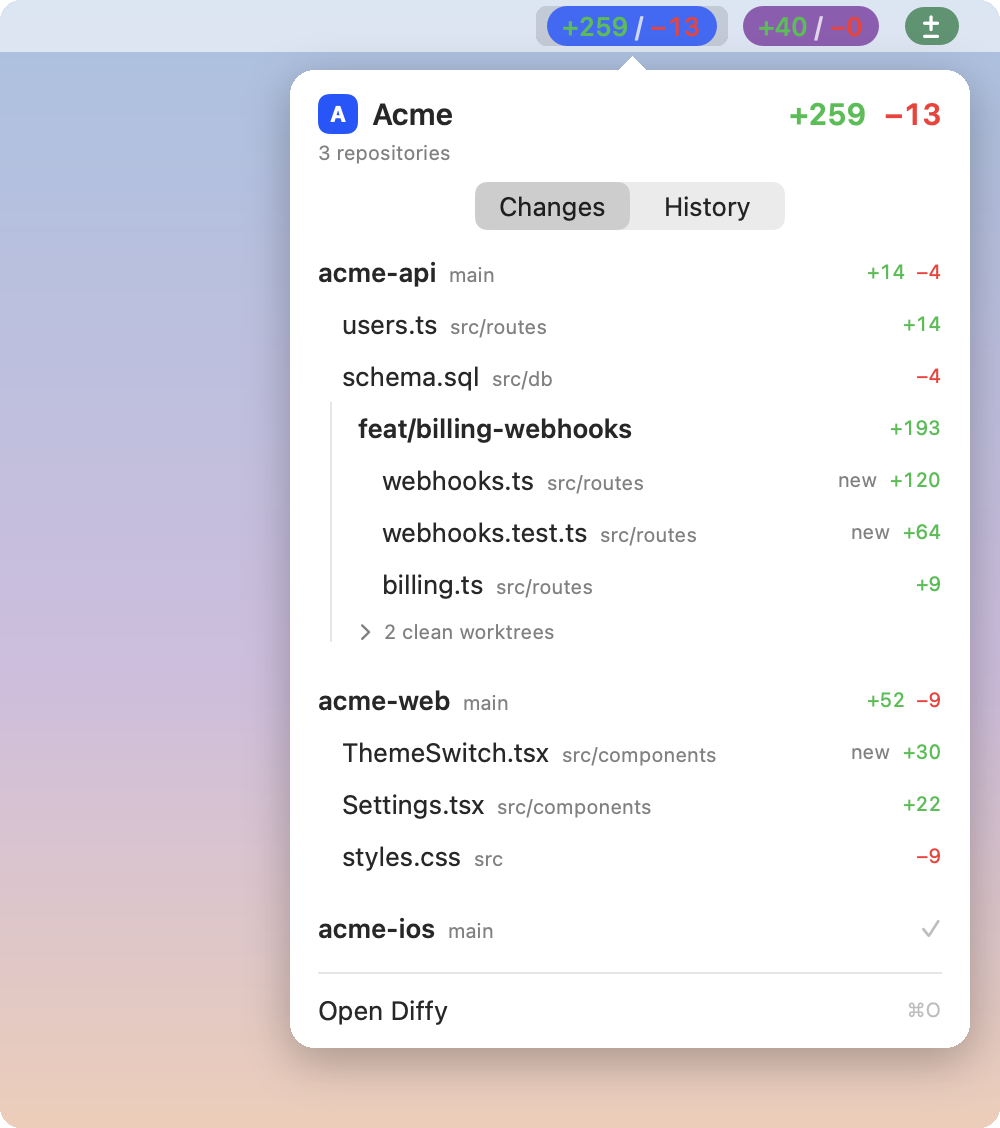 +259 / −13 +40 / −0 ±
A Acme +259 −13
3 repositories
Changes History
acme-api main +14 −4
users.ts src/routes +14
schema.sql src/db −4
feat/billing-webhooks +193
webhooks.ts src/routes new +120
webhooks.test.ts src/routes new +64
billing.ts src/routes +9
2 clean worktrees
acme-web main +52 −9
ThemeSwitch.tsx src/components new +30
Settings.tsx src/components +22
styles.css src −9
acme-ios main ✓
Open Diffy ⌘O